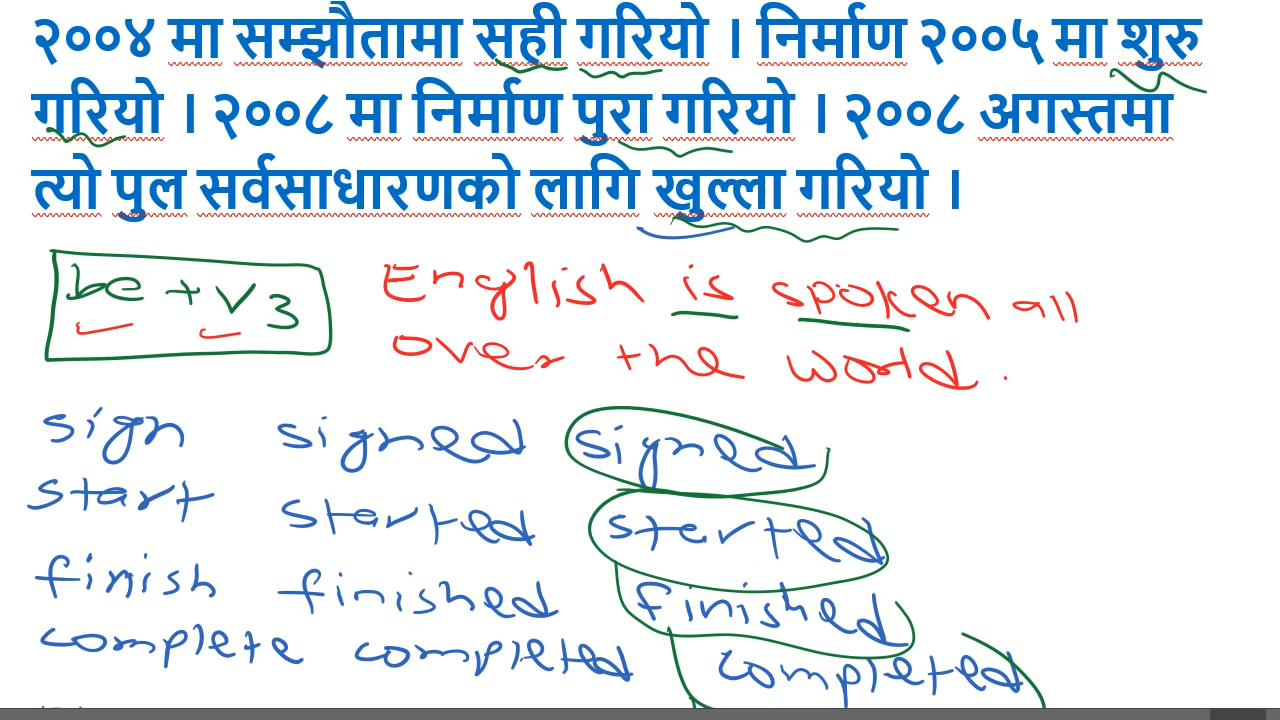 २००४ मा सम्झौतामा सही गरियो । निर्माण २००५ मा शुरु
गरियो । २००८ मा निर्माण पुरा गरियो । २००८ अगस्तमा
त्यो पुल सर्वसाधारणको लागि खुल्ला गरियो ।
be + v3
English is spoken all
over the world.
sign signed signed
start started started
finish finished finished
complete completed completed